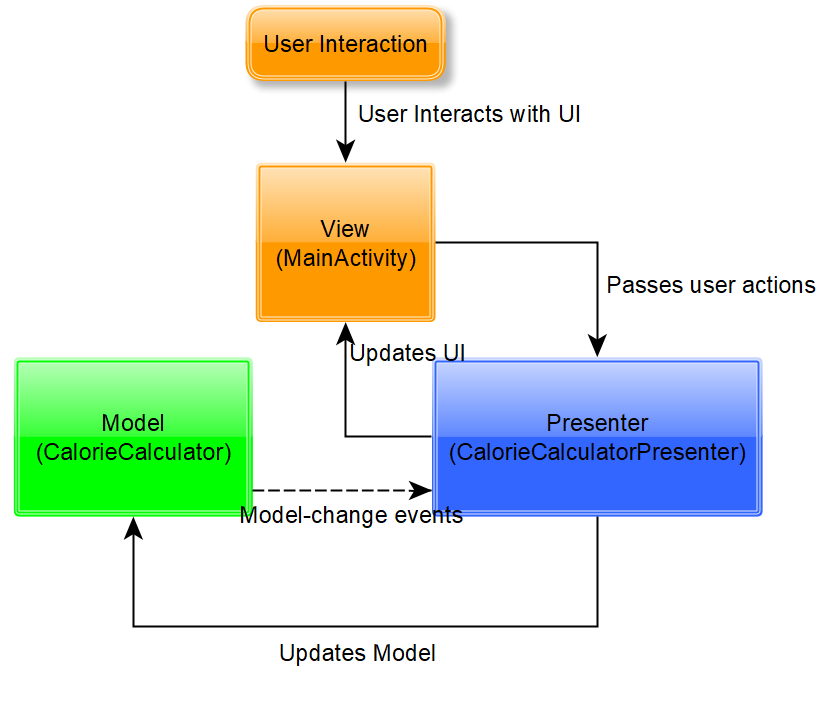 User Interaction
User Interacts with UI
View
(MainActivity)
Passes user actions
Updates UI
Model
(CalorieCalculator)
Presenter
(CalorieCalculatorPresenter)
Model-change events
Updates Model